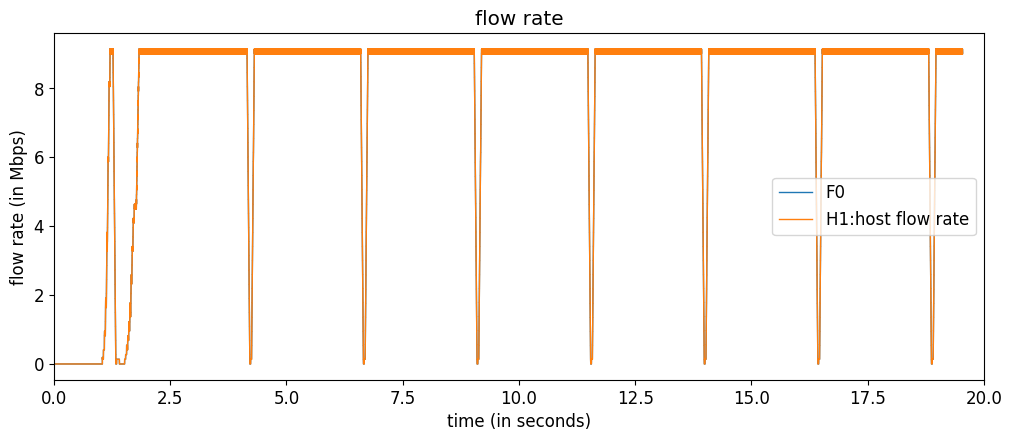 flow rate
flow rate (in Mbps)
8
6
4
2
0
F0
H1:host flow rate
0.0 2.5 5.0 7.5 10.0 12.5 15.0 17.5 20.0
time (in seconds)